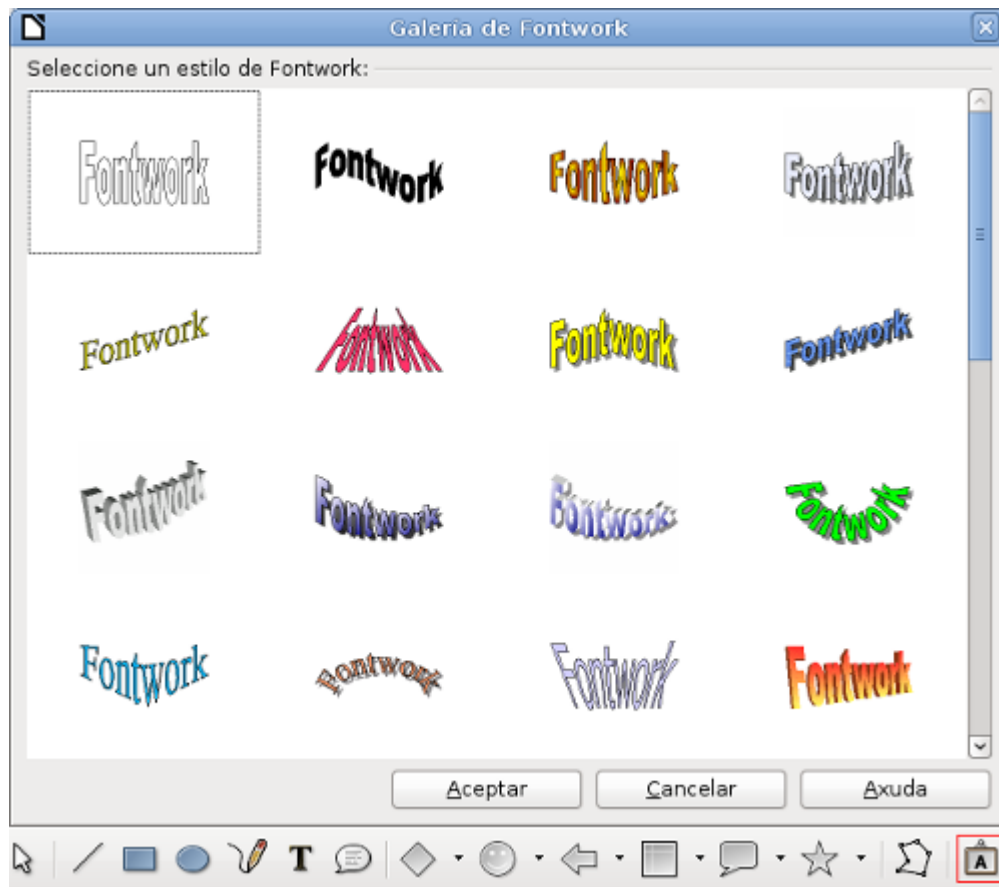 Galería de Fontwork
Seleccione un estilo de Fontwork:
Fontwork Fontwork Fontwork Fontwork
Fontwork Fontwork Fontwork Fontwork
Fontwork Fontwork Fontwork Fontwork
Fontwork Fontwork Fontwork Fontwork
Aceptar Cancelar Axuda
T A